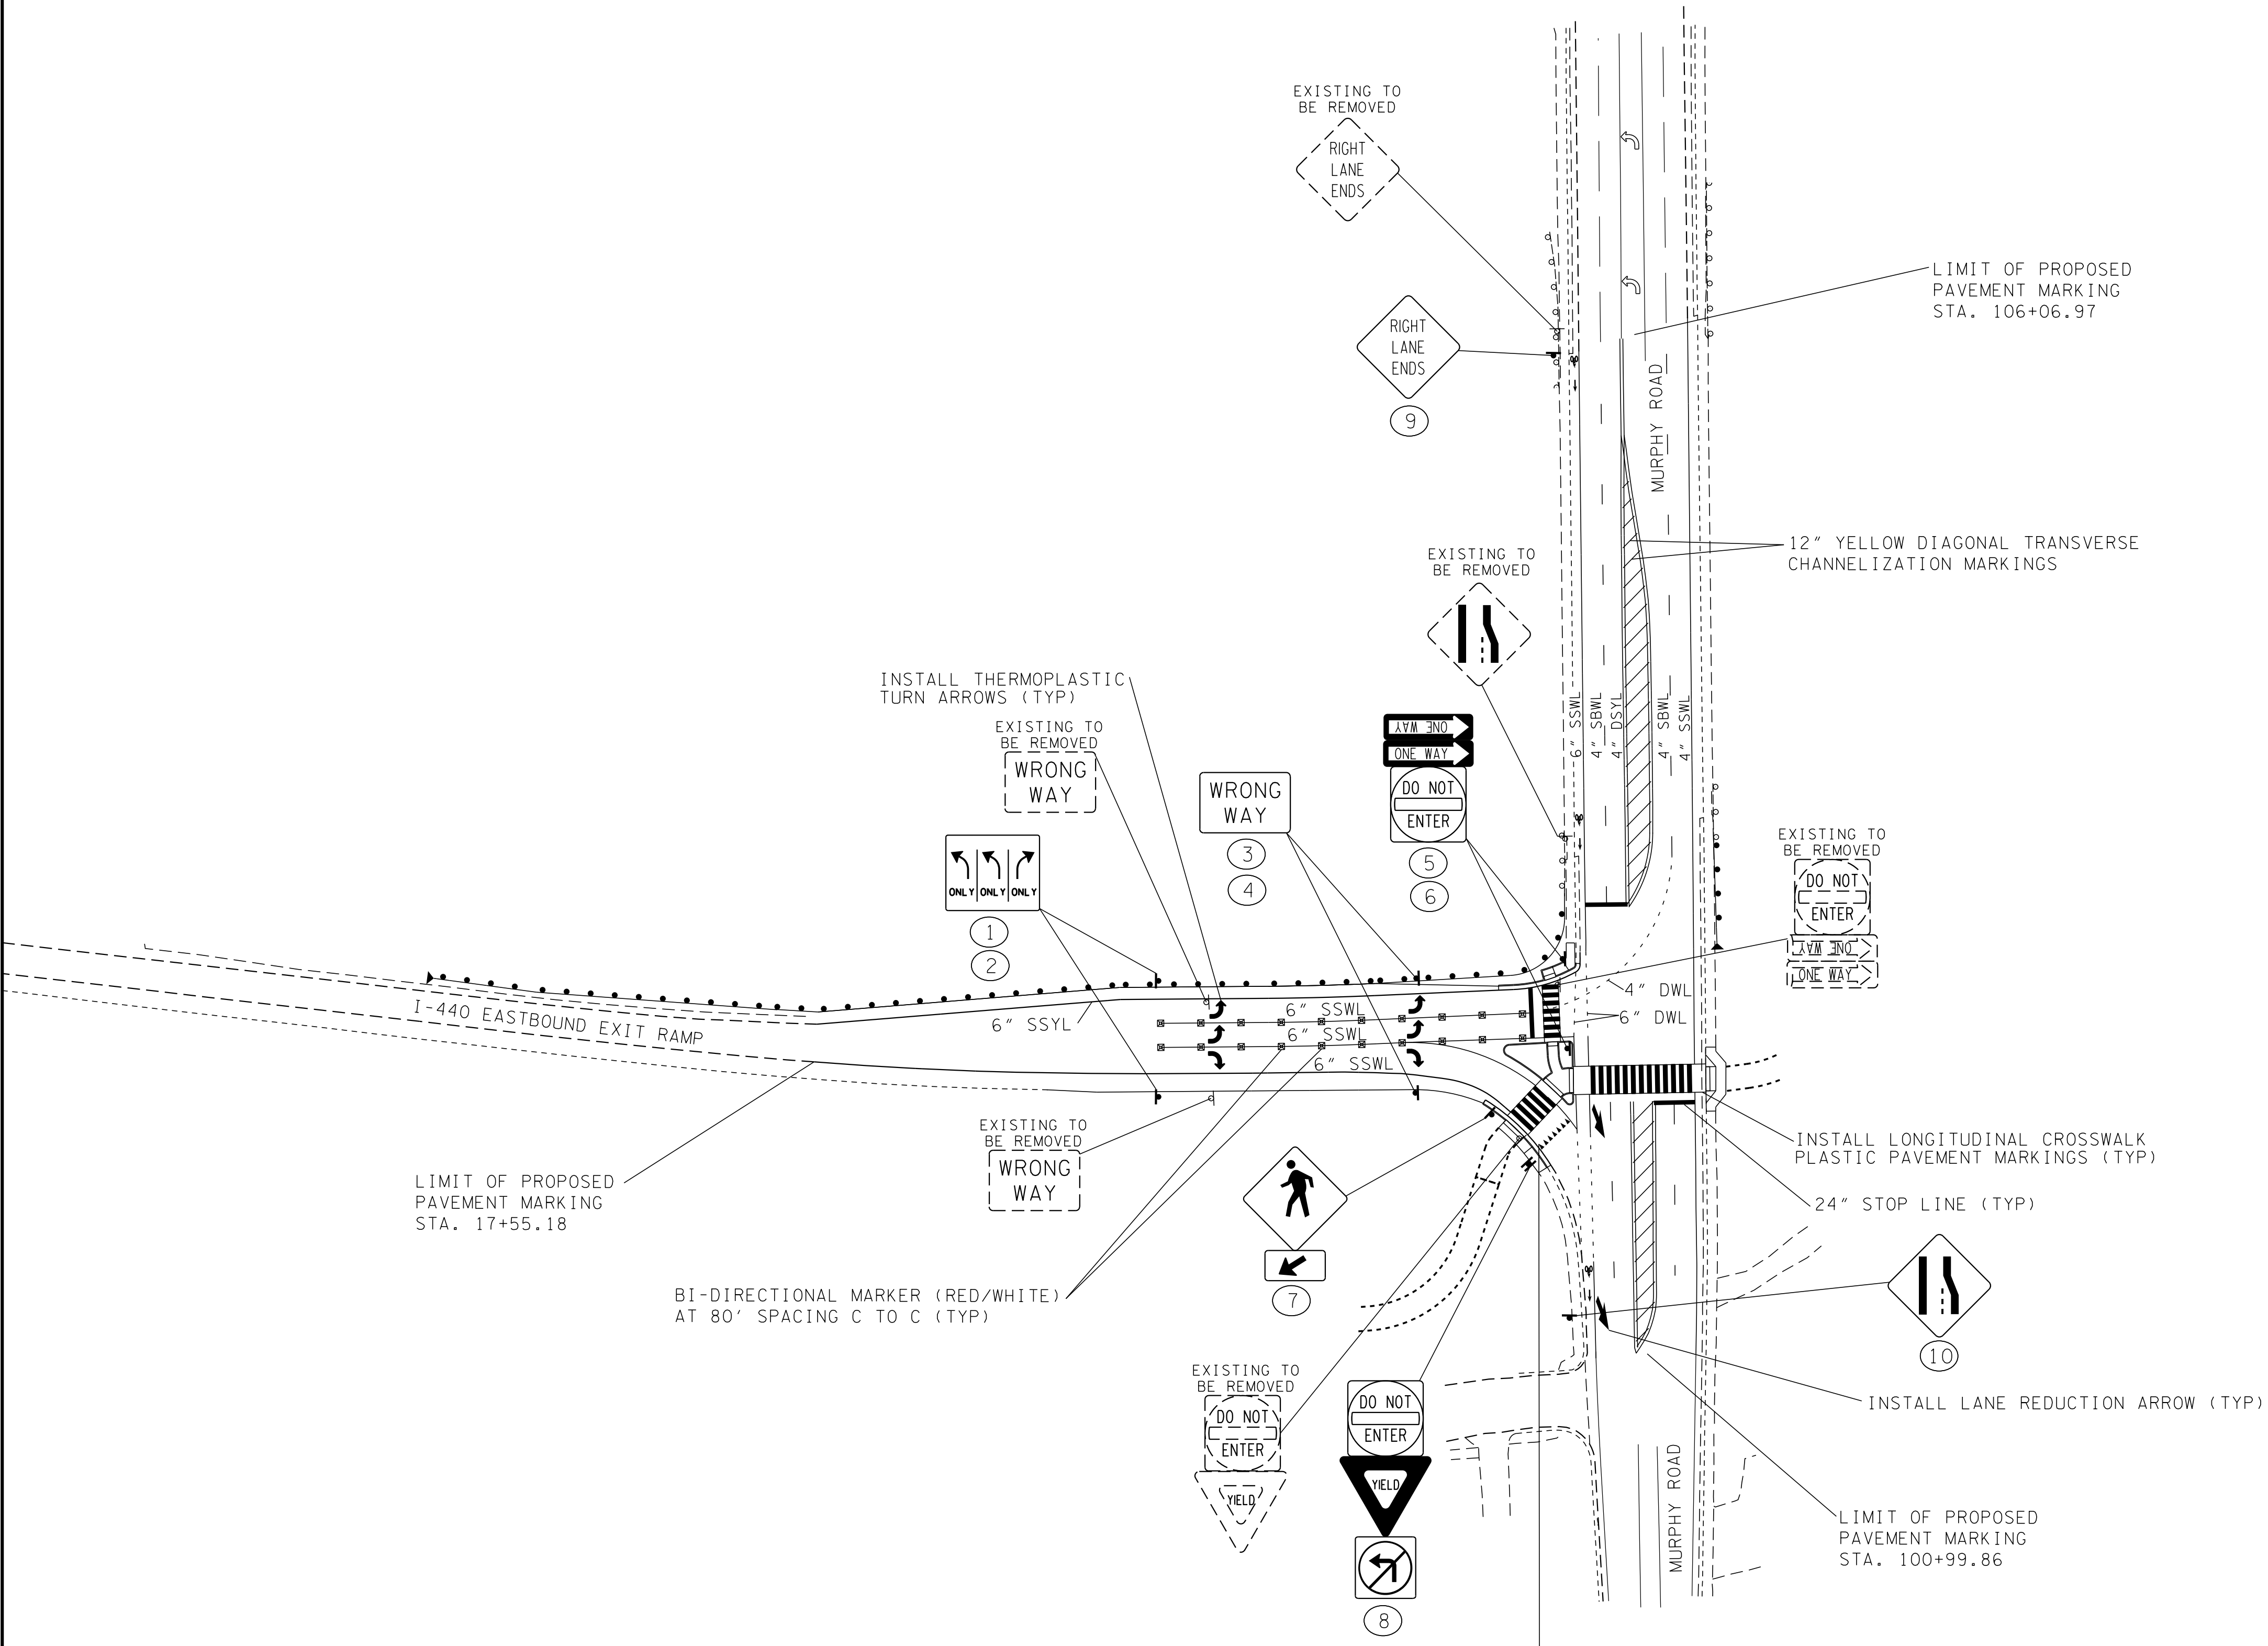 EXISTING TO
BE REMOVED
RIGHT
LANE
ENDS
LIMIT OF PROPOSED
PAVEMENT MARKING
STA. 106+06.97
RIGHT
LANE
ENDS
9
MURPHY ROAD
12" YELLOW DIAGONAL TRANSVERSE
CHANNELIZATION MARKINGS
EXISTING TO
BE REMOVED
INSTALL THERMOPLASTIC
TURN ARROWS (TYP)
6" SSWL
4" SBWL
4" DSYL
4" SBWL
4" SSWL
EXISTING TO
BE REMOVED
WRONG
WAY
WRONG
WAY
3
4
ONE WAY
ONE WAY
DO NOT
ENTER
5
6
ONLY ONLY ONLY
1
2
EXISTING TO
BE REMOVED
DO NOT
ENTER
ONE WAY
ONE WAY
I-440 EASTBOUND EXIT RAMP
6" SSYL
6" SSWL
6" SSWL
6" SSWL
4" DWL
6" DWL
EXISTING TO
BE REMOVED
WRONG
WAY
LIMIT OF PROPOSED
PAVEMENT MARKING
STA. 17+55.18
INSTALL LONGITUDINAL CROSSWALK
PLASTIC PAVEMENT MARKINGS (TYP)
24" STOP LINE (TYP)
7
BI-DIRECTIONAL MARKER (RED/WHITE)
AT 80' SPACING C TO C (TYP)
10
EXISTING TO
BE REMOVED
DO NOT
ENTER
YIELD
DO NOT
ENTER
YIELD
8
INSTALL LANE REDUCTION ARROW (TYP)
MURPHY ROAD
LIMIT OF PROPOSED
PAVEMENT MARKING
STA. 100+99.86